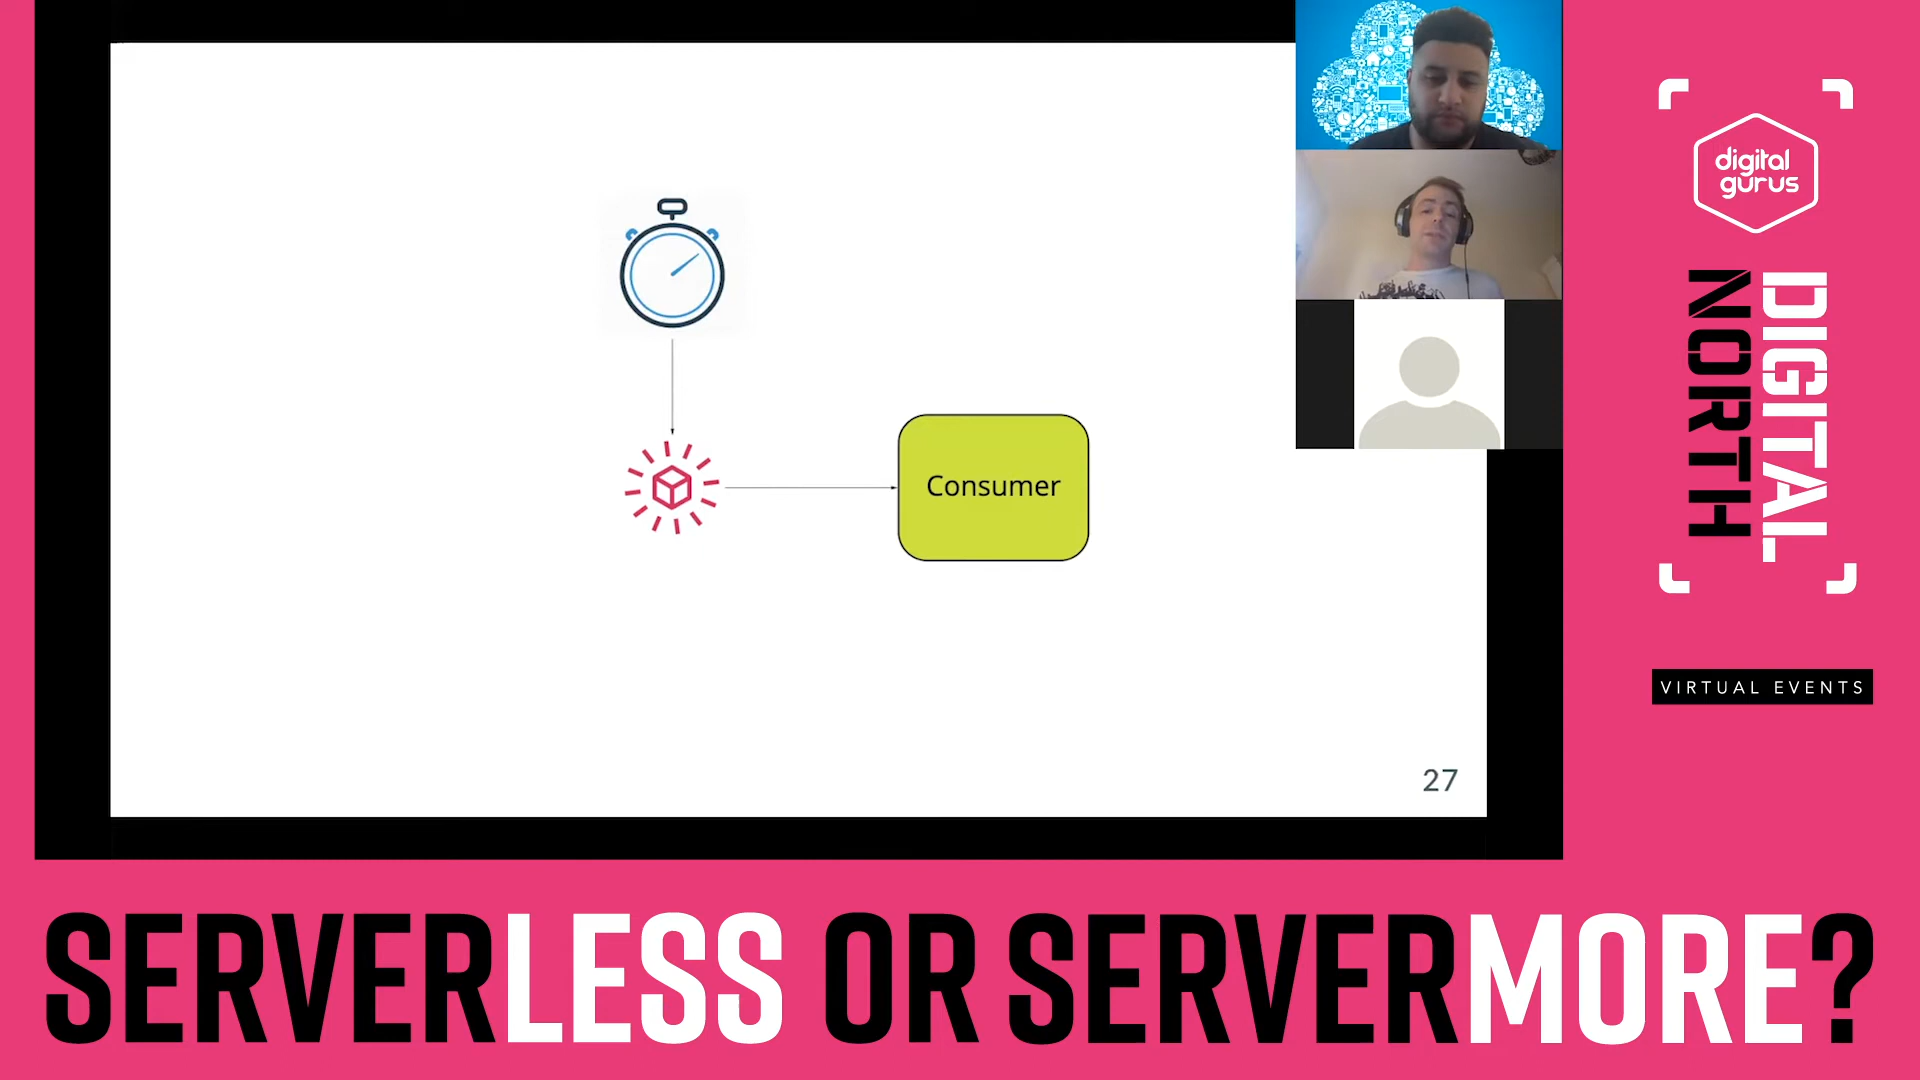 Consumer
27
digital
gurus
DIGITAL
NORTH
VIRTUAL EVENTS
SERVERLESS OR SERVERMORE?